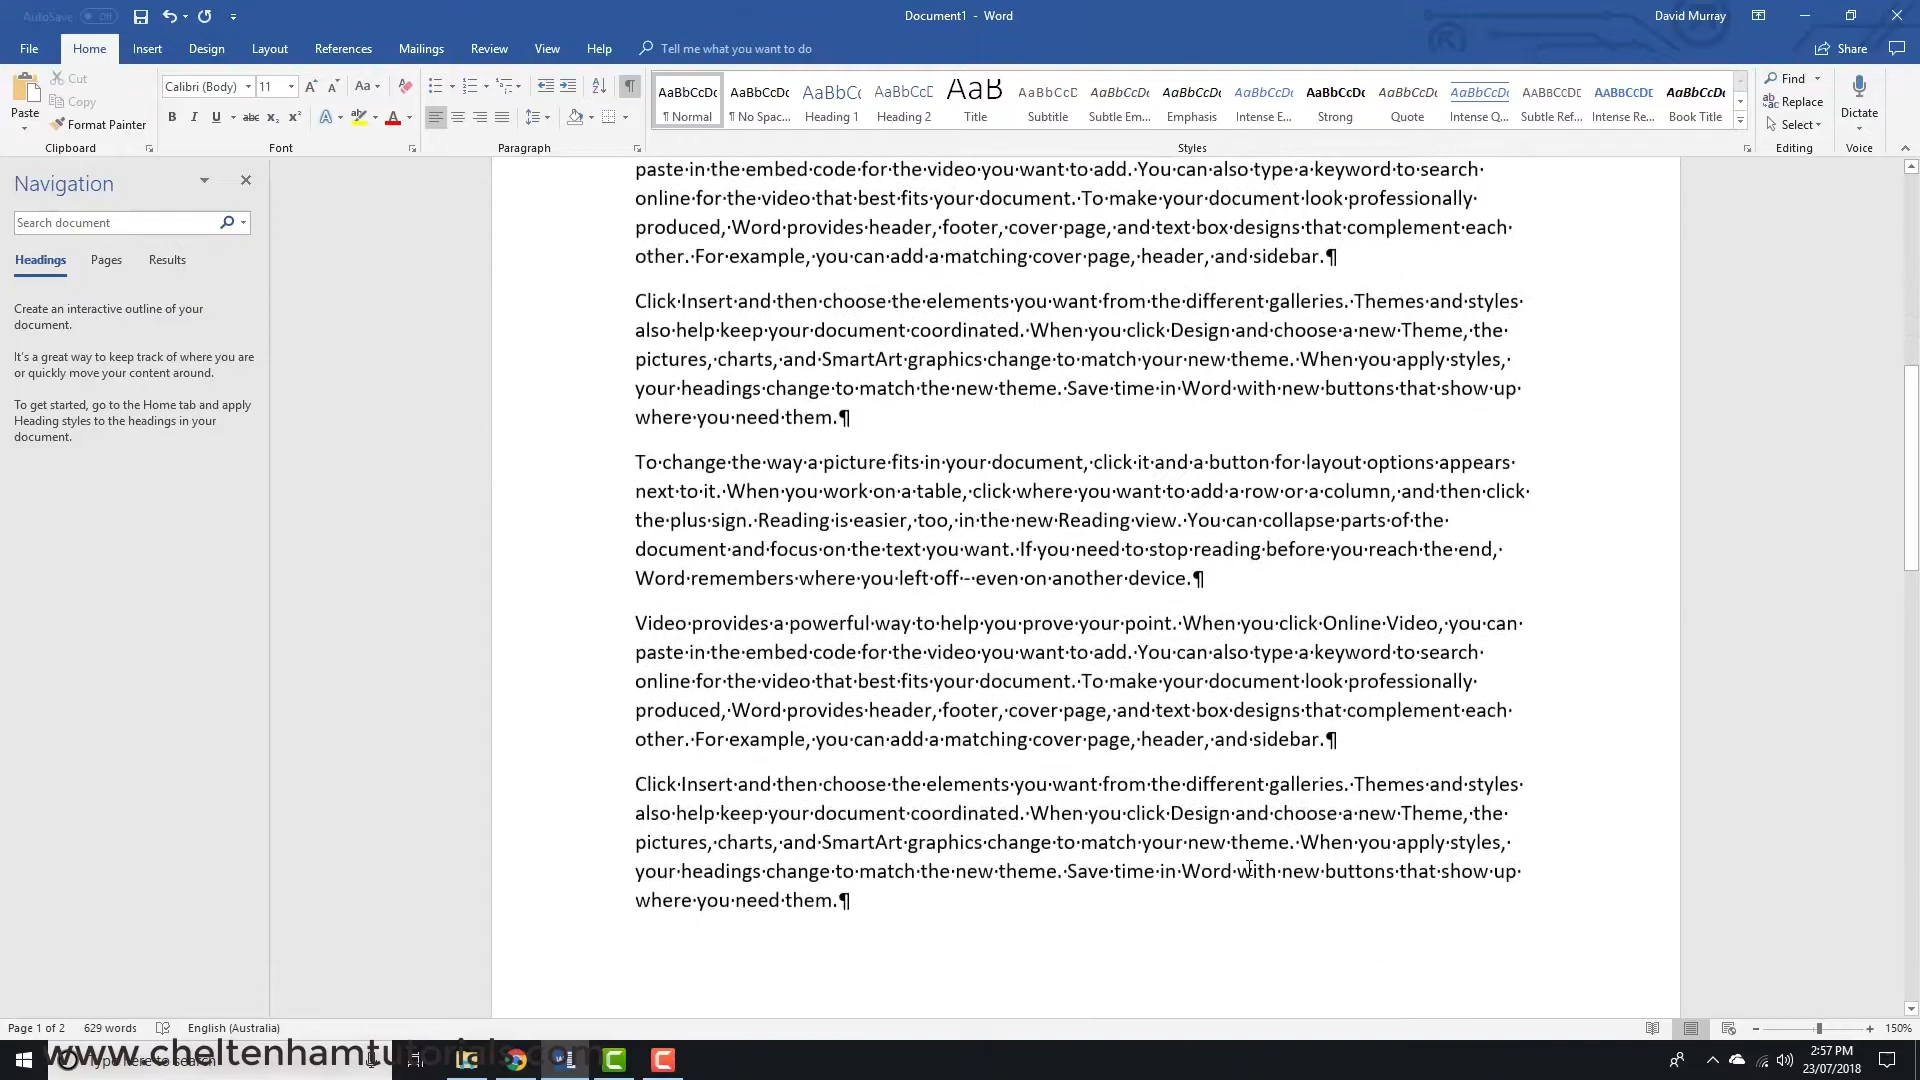 AutoSave Off
Document1 - Word
David Murray
File Home Insert Design Layout References Mailings Review View Help Tell me what you want to do
Share
Paste
Cut
Copy
Format Painter
Clipboard
Calibri (Body) 11
Aa
B I U abc x₂ x²
A A
Font
Paragraph
AaBbCcDc AaBbCcDc AaBbCc AaBbCcD AaB AaBbCcD AaBbCcDc AaBbCcDc AaBbCcDc AaBbCcDc AaBbCcDc AaBbCcDc AABBCCDD AABBCCDE AaBbCcDc
¶ Normal ¶ No Spac... Heading 1 Heading 2 Title Subtitle Subtle Em... Emphasis Intense E... Strong Quote Intense Q... Subtle Ref... Intense Re... Book Title
Styles
Find
Replace
Select
Editing
Dictate
Voice
Navigation
Search document
Headings Pages Results
Create an interactive outline of your
document.
It's a great way to keep track of where you are
or quickly move your content around.
To get started, go to the Home tab and apply
Heading styles to the headings in your
document.
paste·in·the·embed·code·for·the·video·you·want·to·add.·You·can·also·type·a·keyword·to·search·
online·for·the·video·that·best·fits·your·document.·To·make·your·document·look·professionally·
produced,·Word·provides·header,·footer,·cover·page,·and·text·box·designs·that·complement·each·
other.·For·example,·you·can·add·a·matching·cover·page,·header,·and·sidebar.¶
Click·Insert·and·then·choose·the·elements·you·want·from·the·different·galleries.·Themes·and·styles·
also·help·keep·your·document·coordinated.·When·you·click·Design·and·choose·a·new·Theme,·the·
pictures,·charts,·and·SmartArt·graphics·change·to·match·your·new·theme.·When·you·apply·styles,·
your·headings·change·to·match·the·new·theme.·Save·time·in·Word·with·new·buttons·that·show·up·
where·you·need·them.¶
To·change·the·way·a·picture·fits·in·your·document,·click·it·and·a·button·for·layout·options·appears·
next·to·it.·When·you·work·on·a·table,·click·where·you·want·to·add·a·row·or·a·column,·and·then·click·
the·plus·sign.·Reading·is·easier,·too,·in·the·new·Reading·view.·You·can·collapse·parts·of·the·
document·and·focus·on·the·text·you·want.·If·you·need·to·stop·reading·before·you·reach·the·end,·
Word·remembers·where·you·left·off·-·even·on·another·device.¶
Video·provides·a·powerful·way·to·help·you·prove·your·point.·When·you·click·Online·Video,·you·can·
paste·in·the·embed·code·for·the·video·you·want·to·add.·You·can·also·type·a·keyword·to·search·
online·for·the·video·that·best·fits·your·document.·To·make·your·document·look·professionally·
produced,·Word·provides·header,·footer,·cover·page,·and·text·box·designs·that·complement·each·
other.·For·example,·you·can·add·a·matching·cover·page,·header,·and·sidebar.¶
Click·Insert·and·then·choose·the·elements·you·want·from·the·different·galleries.·Themes·and·styles·
also·help·keep·your·document·coordinated.·When·you·click·Design·and·choose·a·new·Theme,·the·
pictures,·charts,·and·SmartArt·graphics·change·to·match·your·new·theme.·When·you·apply·styles,·
your·headings·change·to·match·the·new·theme.·Save·time·in·Word·with·new·buttons·that·show·up·
where·you·need·them.¶
Page 1 of 2 629 words English (Australia)
150%
Type here to search
www.cheltenhamtutorials.com
2:57 PM
23/07/2018